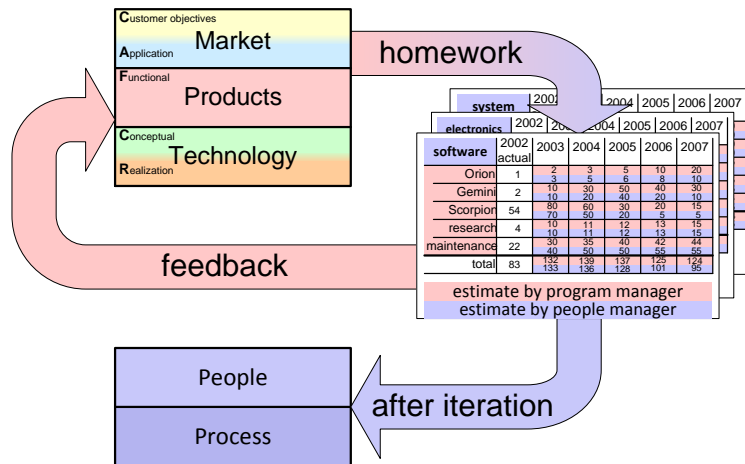 Customer objectives
Market
Application
Functional
Products
Conceptual
Technology
Realization
homework
feedback
system 2002 2004 2005 2006 2007
electronics 2002 2004 2005 2006 2007
software 2002 actual 2003 2004 2005 2006 2007
Orion 1 2 3 5 10 20
3 5 6 8 10
Gemini 2 10 30 50 40 30
10 20 40 20 10
Scorpion 54 80 60 30 20 15
70 50 20 5 5
research 4 10 11 12 13 15
10 11 12 13 15
maintenance 22 30 35 40 42 44
40 50 50 55 55
total 83 132 139 137 125 124
133 136 128 101 95
estimate by program manager
estimate by people manager
People
Process
after iteration